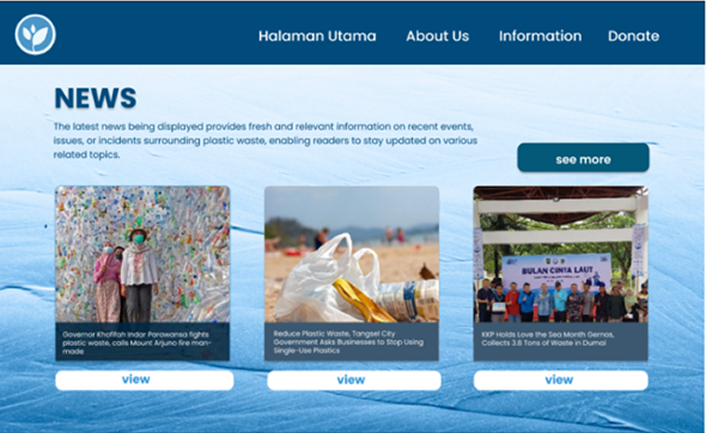 Halaman Utama About Us Information Donate
NEWS
The latest news being displayed provides fresh and relevant information on recent events,
issues, or incidents surrounding plastic waste, enabling readers to stay updated on various
related topics.
see more
BULAN CINTA LAUT
Governor Khofifah Indar Parawansa fights
plastic waste, calls Mount Arjuno fire man-
made
Reduce Plastic Waste, Tangsel City
Government Asks Businesses to Stop Using
Single-Use Plastics
KKP Holds Love the Sea Month Gernas,
Collects 3.8 Tons of Waste in Dumai
view
view
view